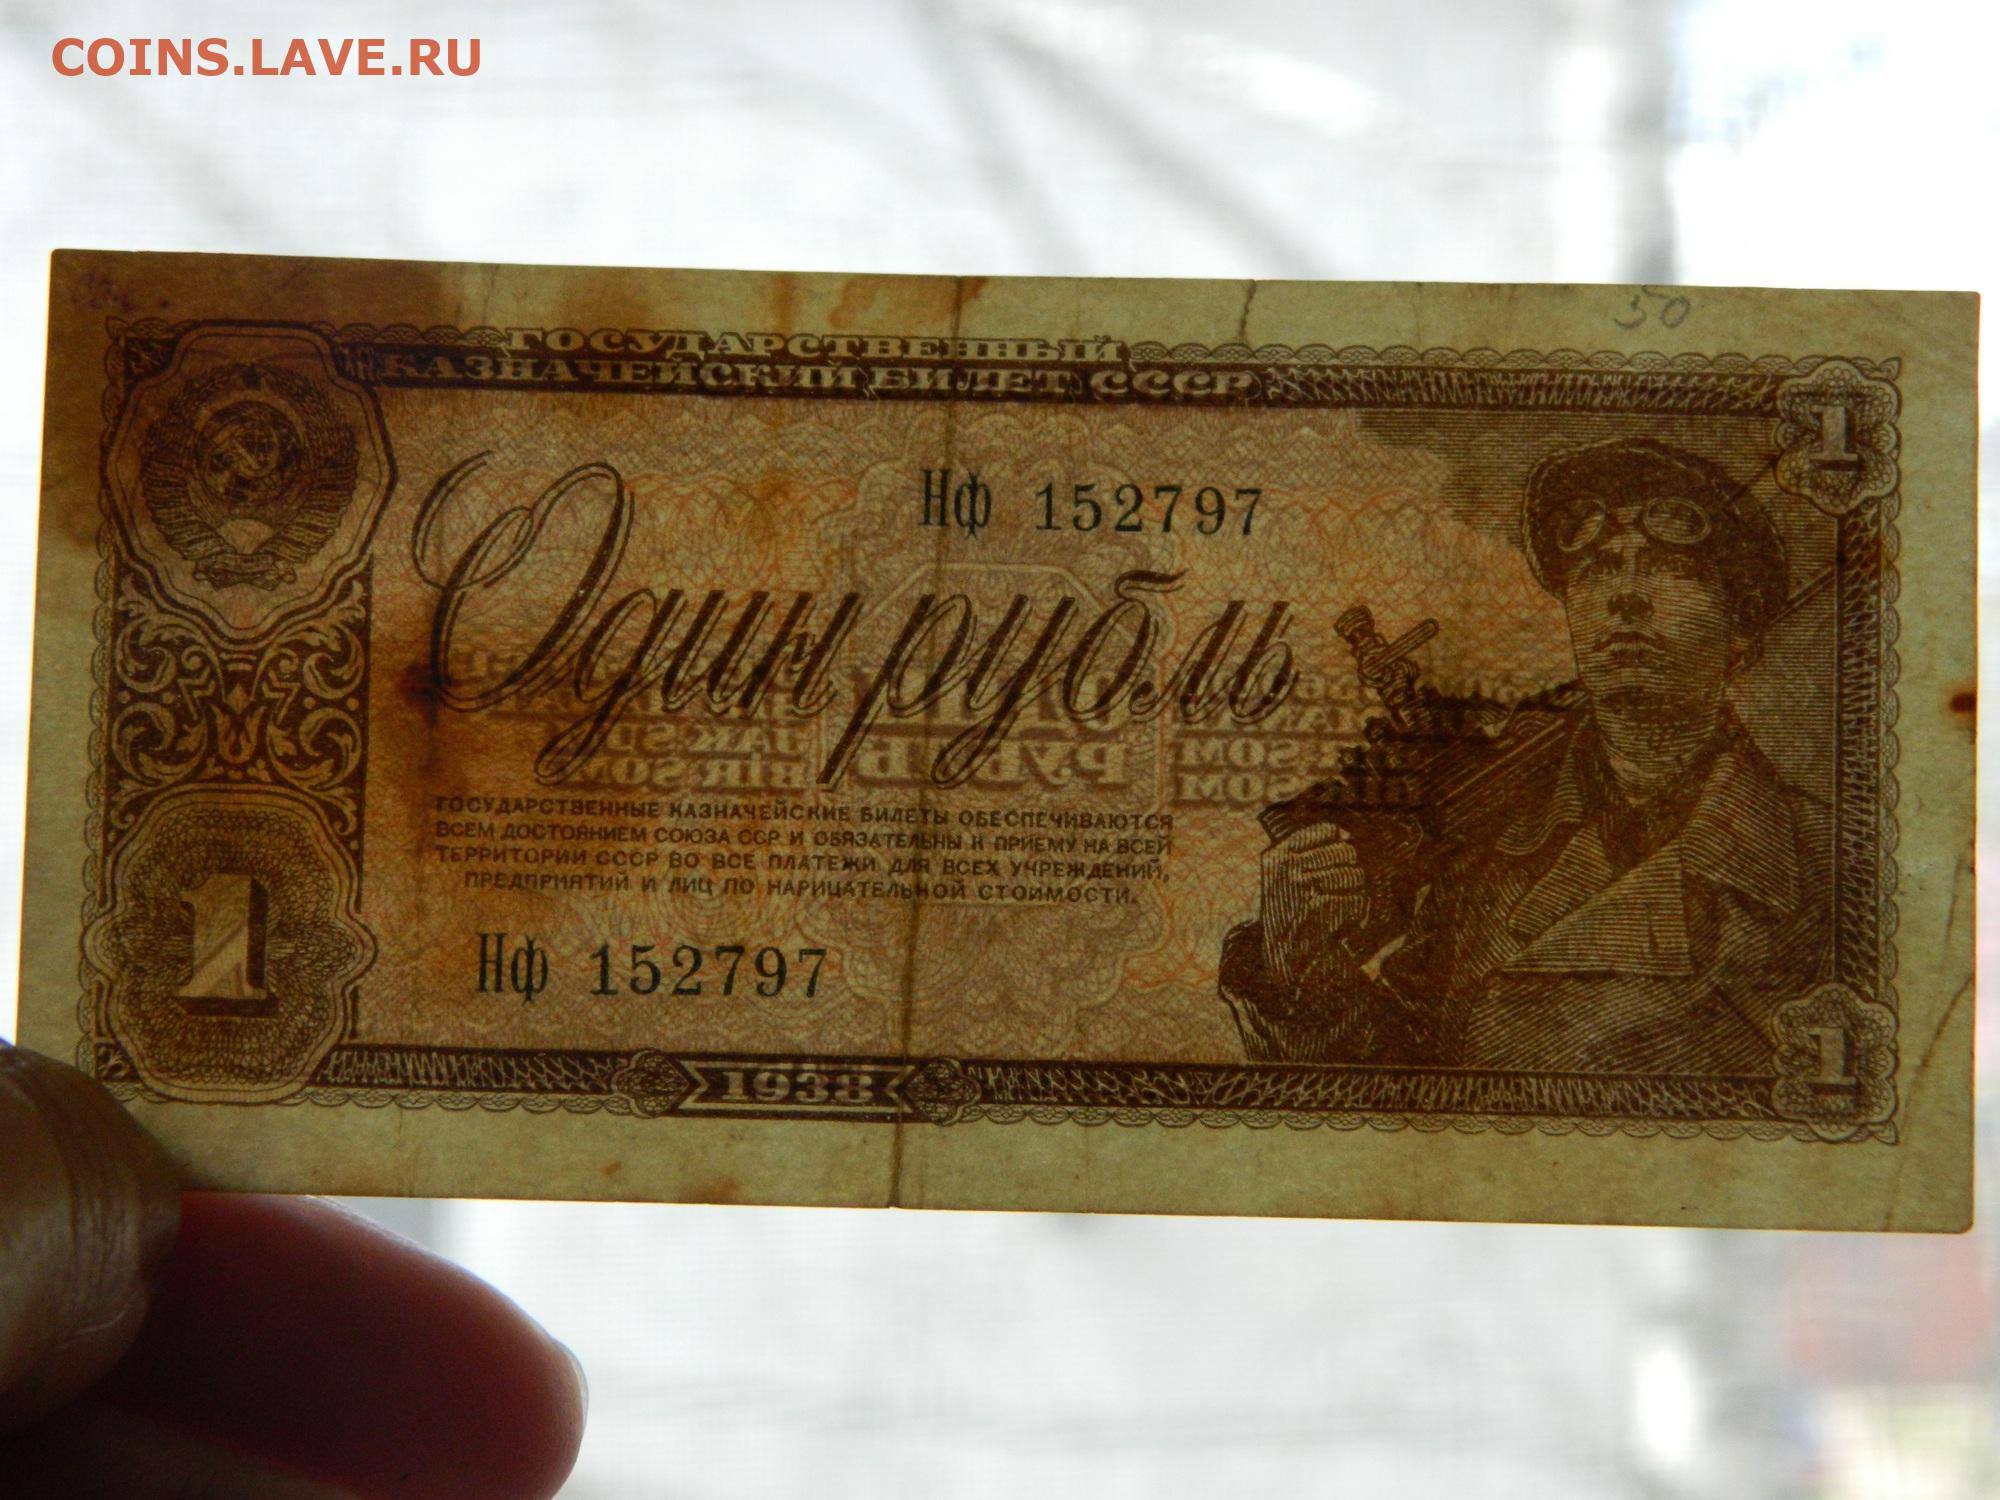 COINS.LAVE.RU
50
ГОСУДАРСТВЕННЫЙ
КАЗНАЧЕЙСКИЙ БИЛЕТ СССР
1
Нф 152797
Один рубль
ГОСУДАРСТВЕННЫЕ КАЗНАЧЕЙСКИЕ БИЛЕТЫ ОБЕСПЕЧИВАЮТСЯ
ВСЕМ ДОСТОЯНИЕМ СОЮЗА ССР И ОБЯЗАТЕЛЬНЫ К ПРИЕМУ НА ВСЕЙ
ТЕРРИТОРИИ СССР ВО ВСЕ ПЛАТЕЖИ ДЛЯ ВСЕХ УЧРЕЖДЕНИЙ,
ПРЕДПРИЯТИЙ И ЛИЦ ПО НАРИЦАТЕЛЬНОЙ СТОИМОСТИ.
1
Нф 152797
1938
1